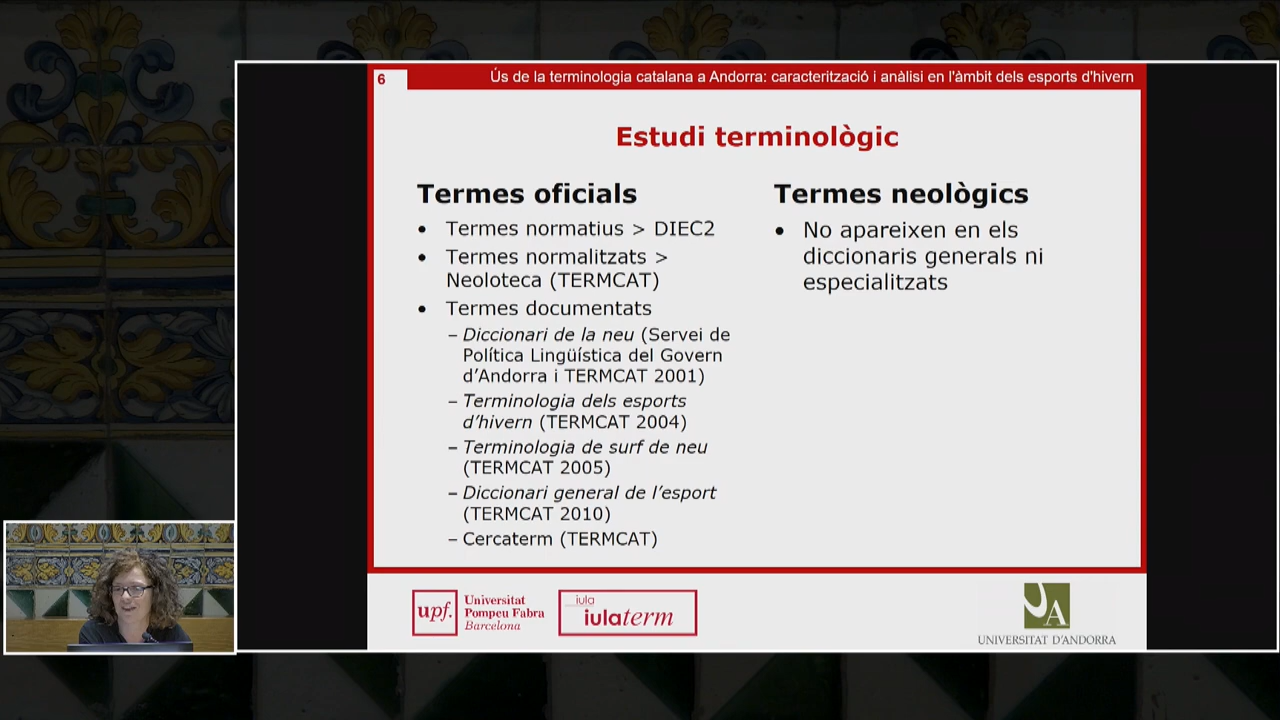 6
Ús de la terminologia catalana a Andorra: caracterització i anàlisi en l'àmbit dels esports d'hivern
Estudi terminològic
Termes oficials
• Termes normatius > DIEC2
• Termes normalitzats >
Neoloteca (TERMCAT)
• Termes documentats
– Diccionari de la neu (Servei de
Política Lingüística del Govern
d’Andorra i TERMCAT 2001)
– Terminologia dels esports
d’hivern (TERMCAT 2004)
– Terminologia de surf de neu
(TERMCAT 2005)
– Diccionari general de l’esport
(TERMCAT 2010)
– Cercaterm (TERMCAT)
Termes neològics
• No apareixen en els
diccionaris generals ni
especialitzats
upf.
Universitat
Pompeu Fabra
Barcelona
iula
iulaterm
UA
UNIVERSITAT D'ANDORRA